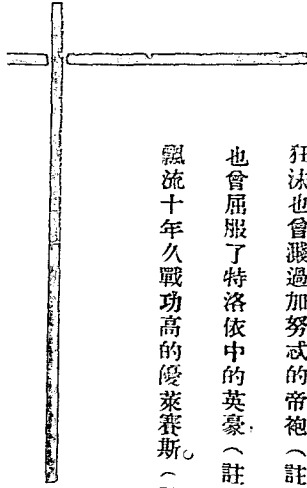 狂沫也曾濺過加努忒的帝袍（註
也曾屈服了特洛依中的英豪（註
飄流十年久戰功高的優萊賽斯。（